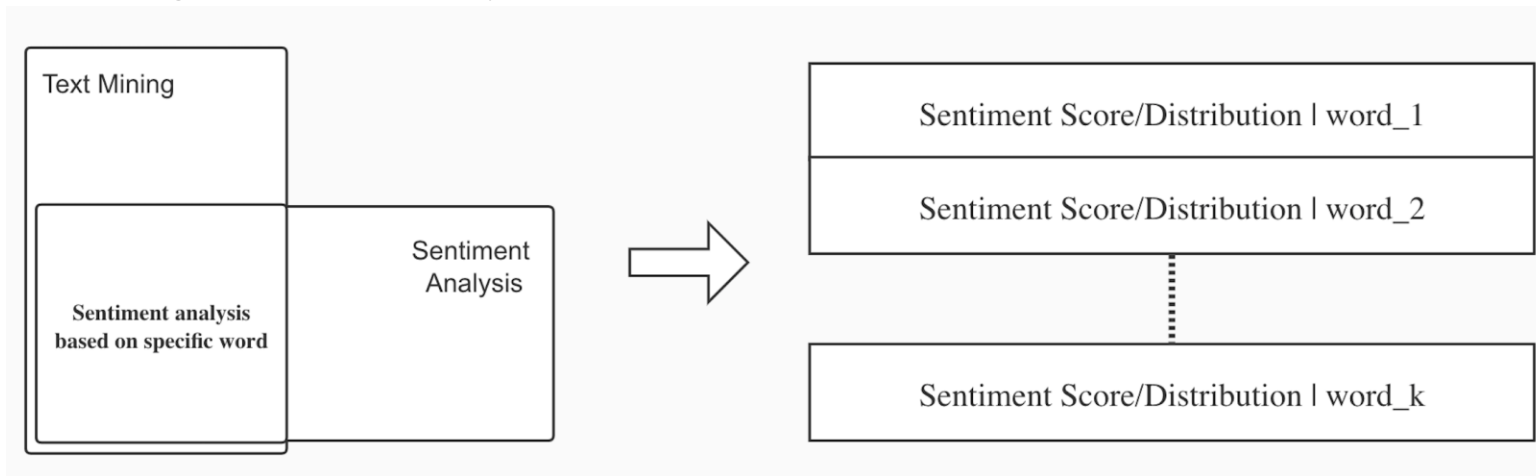 Text Mining
Sentiment
Analysis
Sentiment analysis
based on specific word
Sentiment Score/Distribution | word_1
Sentiment Score/Distribution | word_2
Sentiment Score/Distribution | word_k